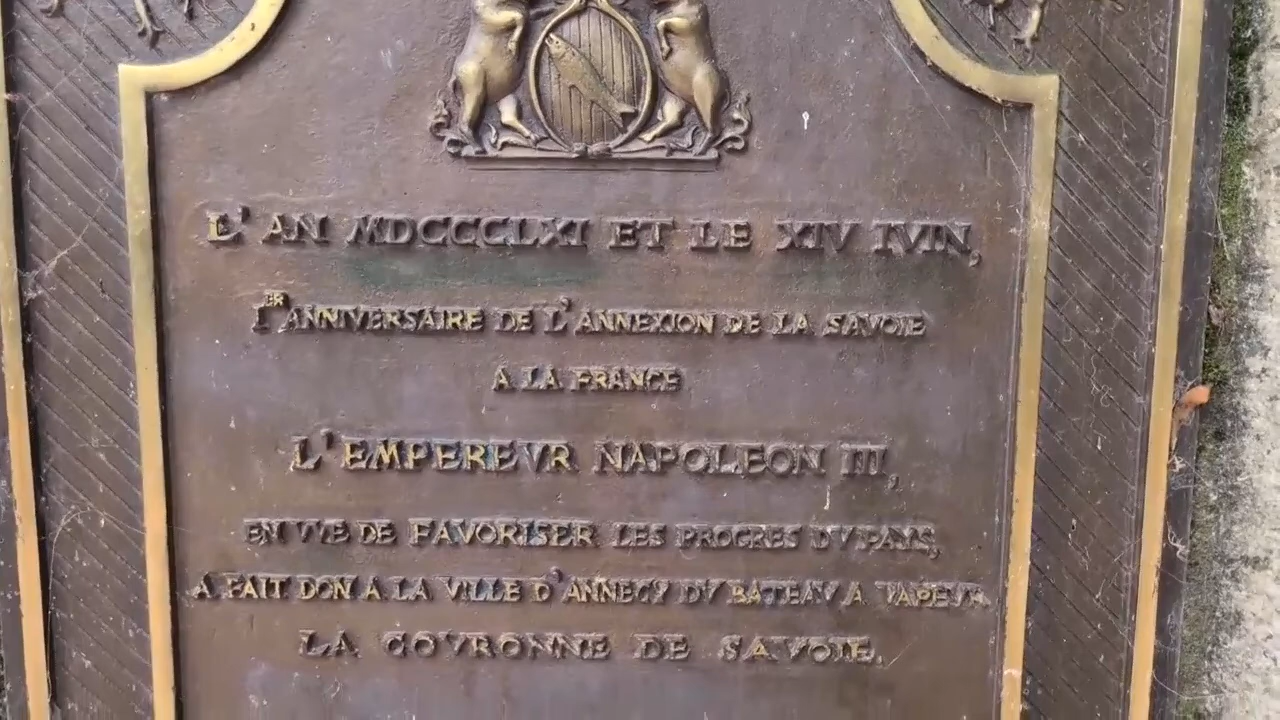 L'AN MDCCCLXI ET LE XIV IVIN,
1ER ANNIVERSAIRE DE L'ANNEXION DE LA SAVOIE
A LA FRANCE
L'EMPEREVR NAPOLEON III,
EN VVE DE FAVORISER LES PROGRES DV PAYS,
A FAIT DON A LA VILLE D'ANNECY DV BATEAV A VAPEVR
LA COVRONNE DE SAVOIE.